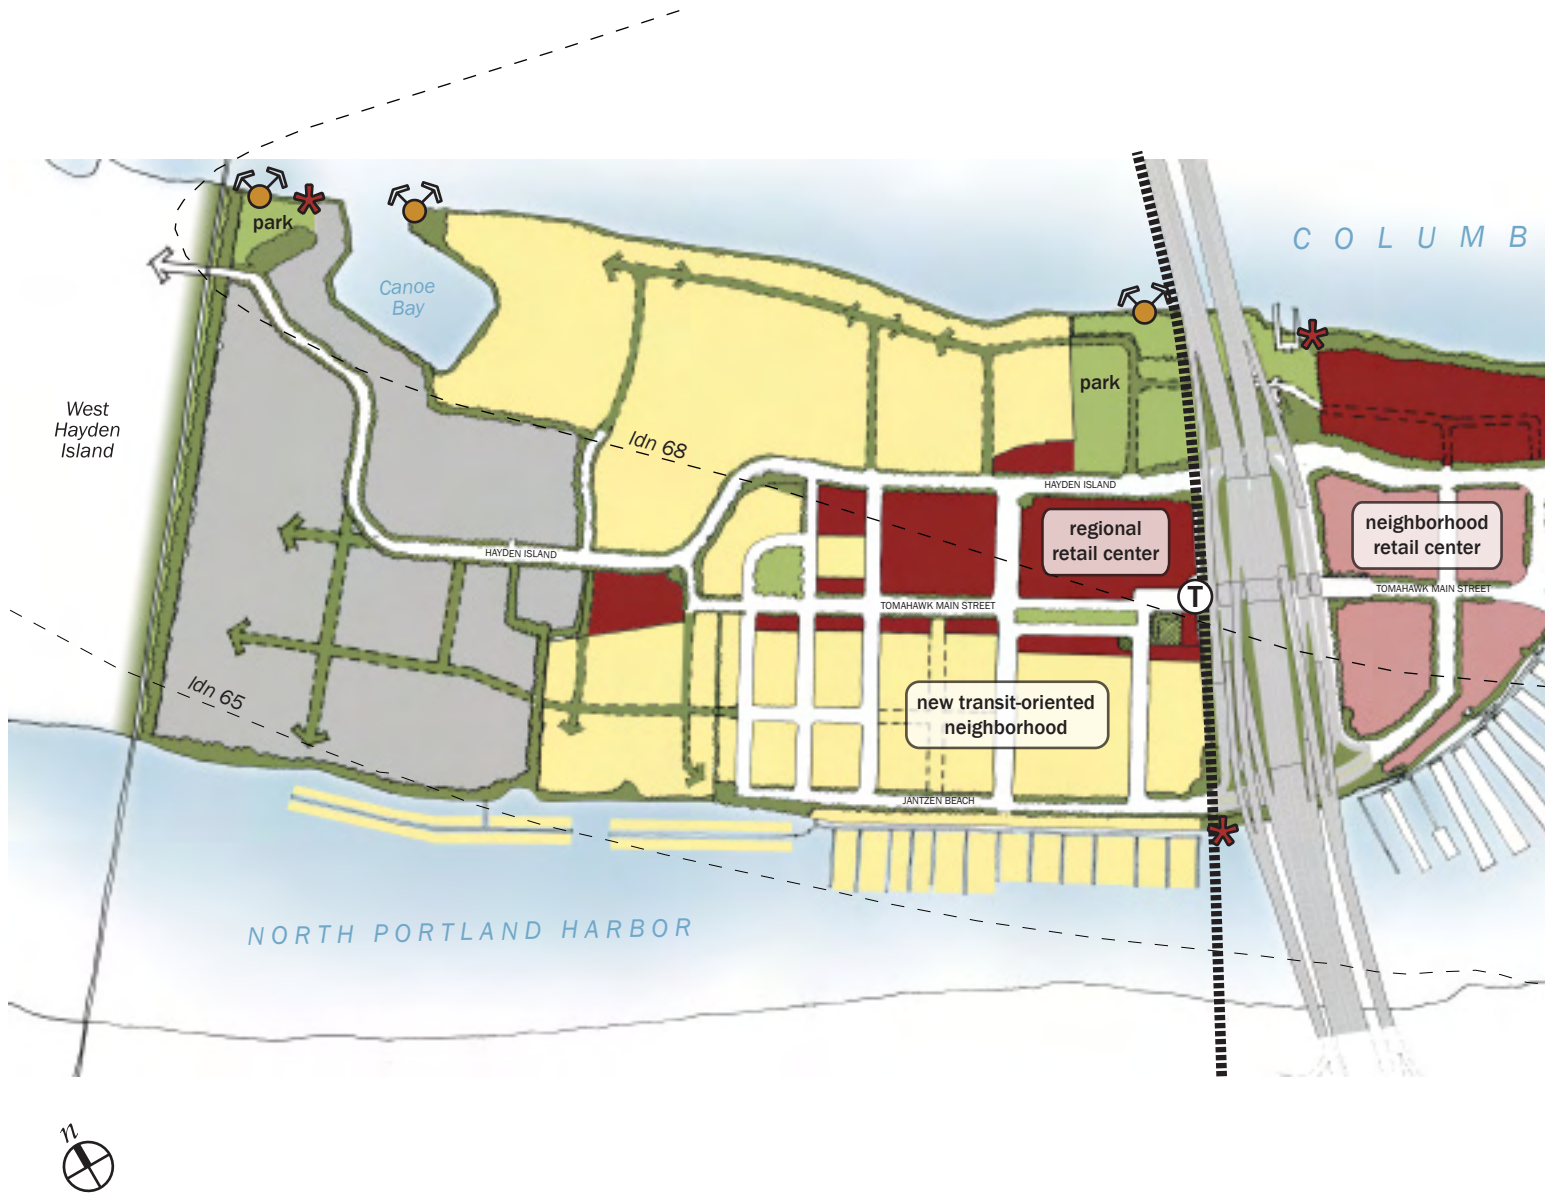 park
COLUMB
Canoe
Bay
park
West
Hayden
Island
ldn 68
HAYDEN ISLAND
regional
retail center
neighborhood
retail center
HAYDEN ISLAND
T
TOMAHAWK MAIN STREET
TOMAHAWK MAIN STREET
ldn 65
new transit-oriented
neighborhood
JANTZEN BEACH
NORTH PORTLAND HARBOR
n